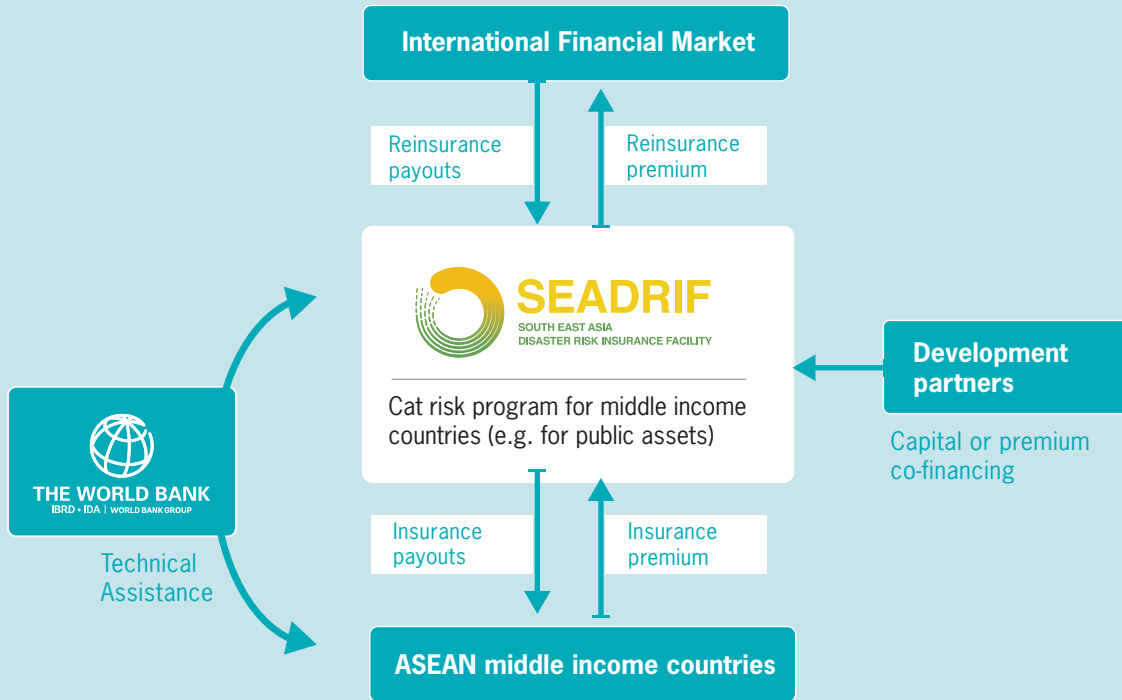 International Financial Market
Reinsurance
payouts
Reinsurance
premium
SEADRIF
SOUTH EAST ASIA
DISASTER RISK INSURANCE FACILITY
Cat risk program for middle income
countries (e.g. for public assets)
Development
partners
Capital or premium
co-financing
THE WORLD BANK
IBRD • IDA | WORLD BANK GROUP
Technical
Assistance
Insurance
payouts
Insurance
premium
ASEAN middle income countries